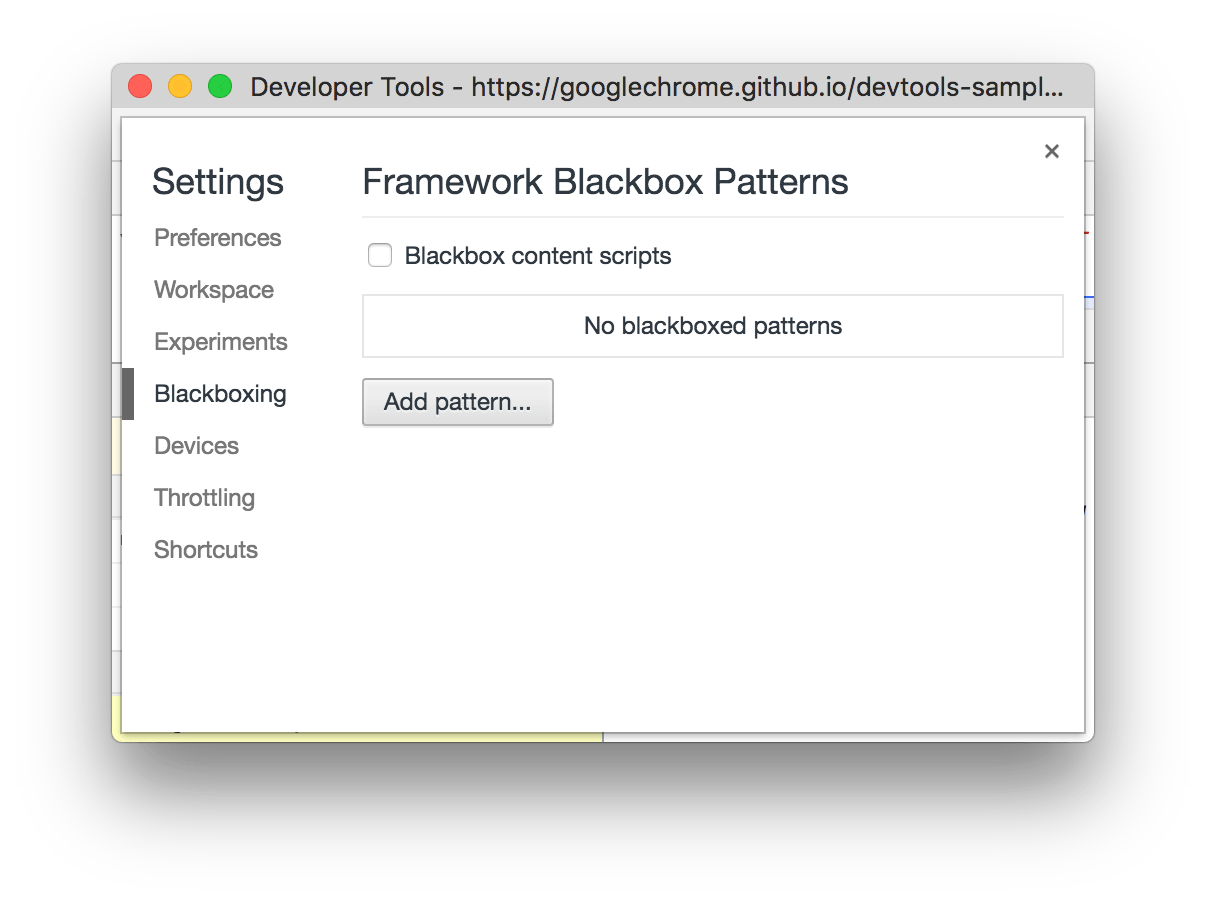 Developer Tools - https://googlechrome.github.io/devtools-sampl...
×
Settings
Framework Blackbox Patterns
Preferences
Blackbox content scripts
Workspace
No blackboxed patterns
Experiments
Blackboxing
Add pattern...
Devices
Throttling
Shortcuts